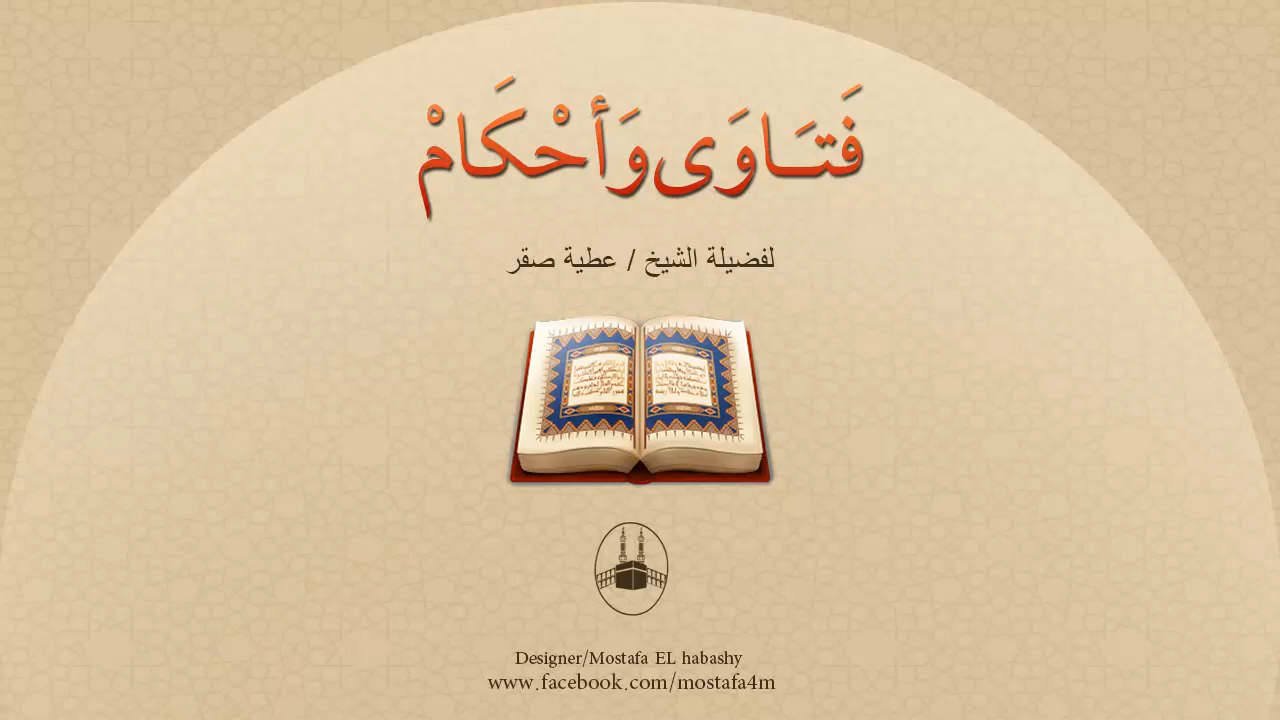 فَتَاوَى وَأَحْكَامْ
لفضيلة الشيخ / عطية صقر
Designer/Mostafa EL habashy
www.facebook.com/mostafa4m